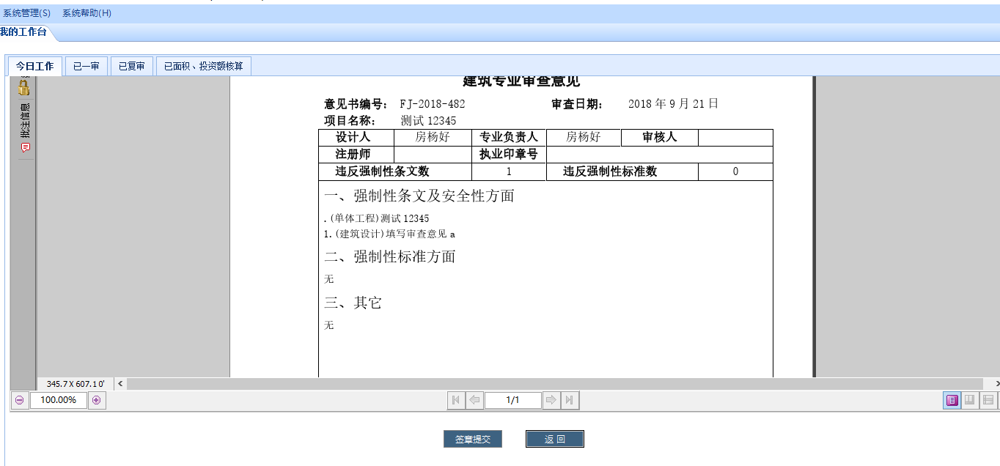 系统管理(S) 系统帮助(H)
我的工作台
今日工作 已一审 已复审 已面积、投资额核算
建筑专业审查意见
意见书编号: FJ-2018-482 审查日期: 2018 年 9 月 21 日
项目名称: 测试 12345
设计人 房杨好 专业负责人 房杨好 审核人
注册师 执业印章号
违反强制性条文数 1 违反强制性标准数 0
批注信息
一、强制性条文及安全性方面
.(单体工程)测试 12345
1.(建筑设计)填写审查意见 a
二、强制性标准方面
无
三、其它
无
345.7 X 607.1 0'
100.00% 1/1
签章提交 返 回